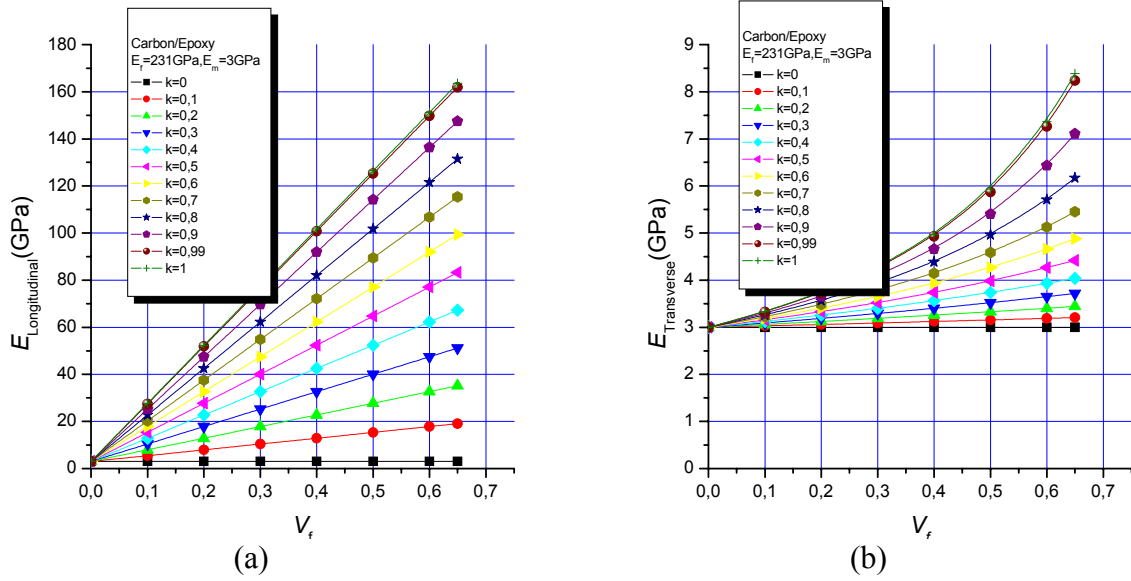 180
160
140
120
100
80
60
40
20
0
E_Longitudinal (GPa)
Carbon/Epoxy
E_f=231GPa,E_m=3GPa
k=0
k=0,1
k=0,2
k=0,3
k=0,4
k=0,5
k=0,6
k=0,7
k=0,8
k=0,9
k=0,99
k=1
0,0 0,1 0,2 0,3 0,4 0,5 0,6 0,7
V_f
(a)
9
8
7
6
5
4
3
2
1
0
E_Transverse (GPa)
Carbon/Epoxy
E_f=231GPa,E_m=3GPa
k=0
k=0,1
k=0,2
k=0,3
k=0,4
k=0,5
k=0,6
k=0,7
k=0,8
k=0,9
k=0,99
k=1
0,0 0,1 0,2 0,3 0,4 0,5 0,6 0,7
V_f
(b)